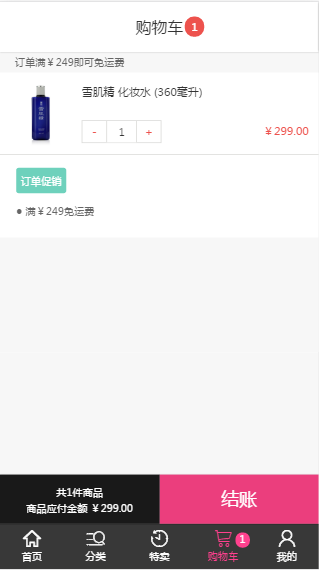 购物车 1
订单满￥249即可免运费
雪肌精 化妆水 (360毫升)
- 1 + ￥299.00
订单促销
● 满￥249免运费
共1件商品
商品应付金额 ￥299.00
结账
首页 分类 特卖 购物车 1 我的